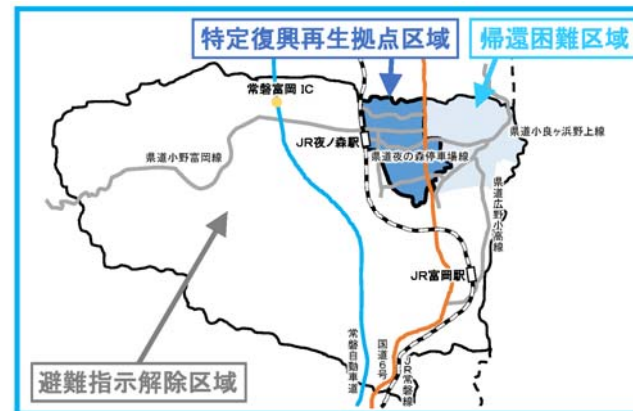 特定復興再生拠点区域
帰還困難区域
常磐富岡 IC
県道小良ヶ浜野上線
JR夜ノ森駅
県道夜の森停車場線
県道小野富岡線
県道広野小高線
JR富岡駅
避難指示解除区域
常磐自動車道
国道6号
JR常磐線